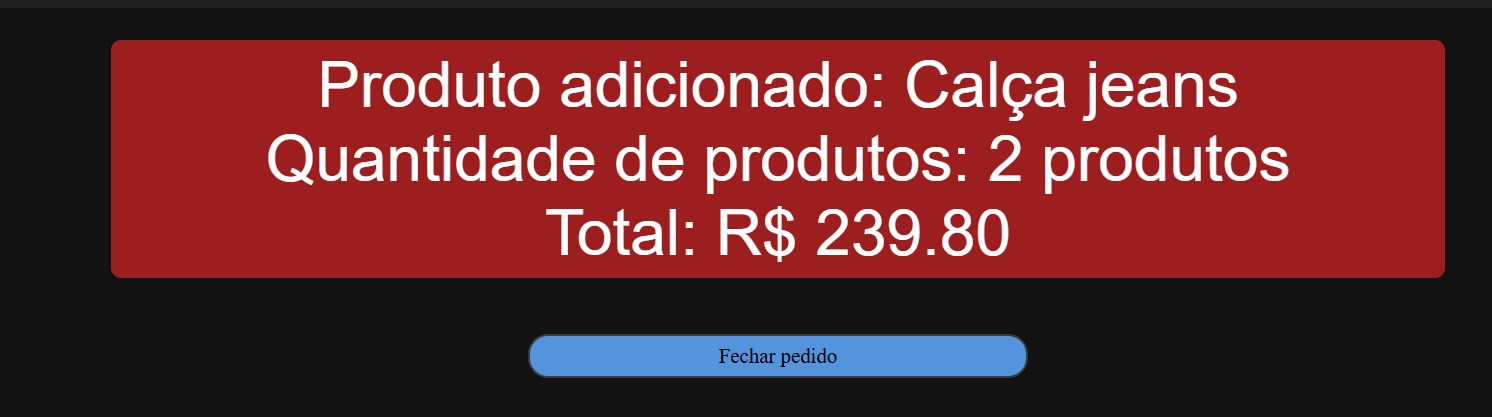 Produto adicionado: Calça jeans
Quantidade de produtos: 2 produtos
Total: R$ 239.80
Fechar pedido